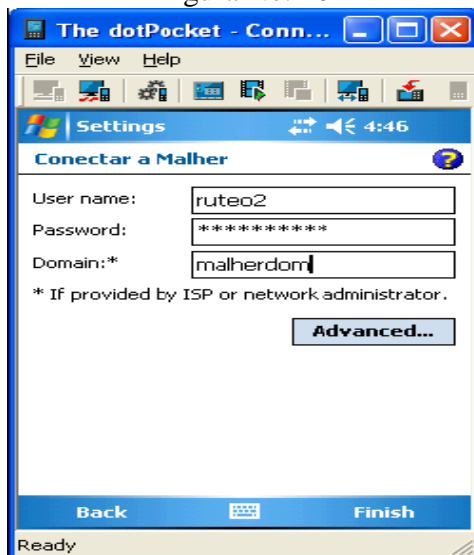 The dotPocket - Conn...
File View Help
Settings 4:46
Conectar a Malher
User name: ruteo2
Password: **********
Domain:* malherdom
* If provided by ISP or network administrator.
Advanced...
Back Finish
Ready